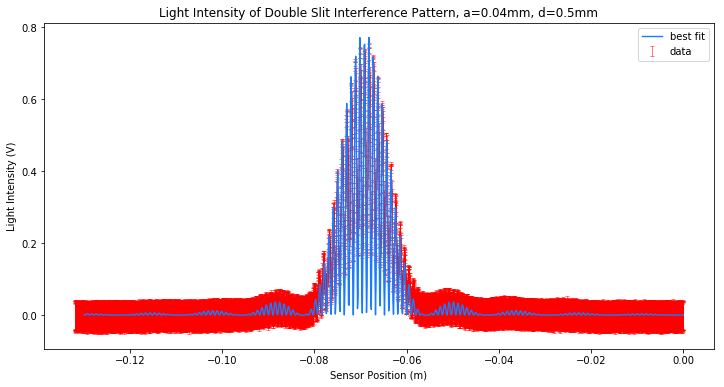 Light Intensity of Double Slit Interference Pattern, a=0.04mm, d=0.5mm
best fit
data
0.8
0.6
0.4
0.2
0.0
Light Intensity (V)
−0.12
−0.10
−0.08
−0.06
−0.04
−0.02
0.00
Sensor Position (m)